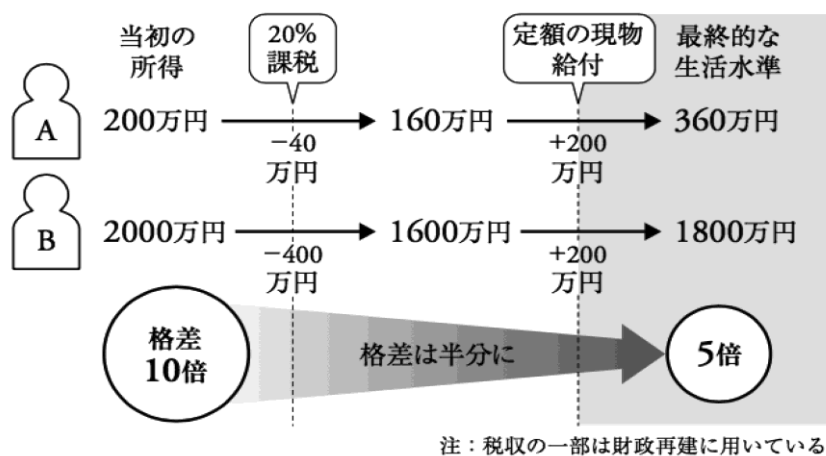 当初の
所得
20%
課税
定額の現物
給付
最終的な
生活水準
A
200万円
−40
万円
160万円
+200
万円
360万円
B
2000万円
−400
万円
1600万円
+200
万円
1800万円
格差
10倍
格差は半分に
5倍
注：税収の一部は財政再建に用いている